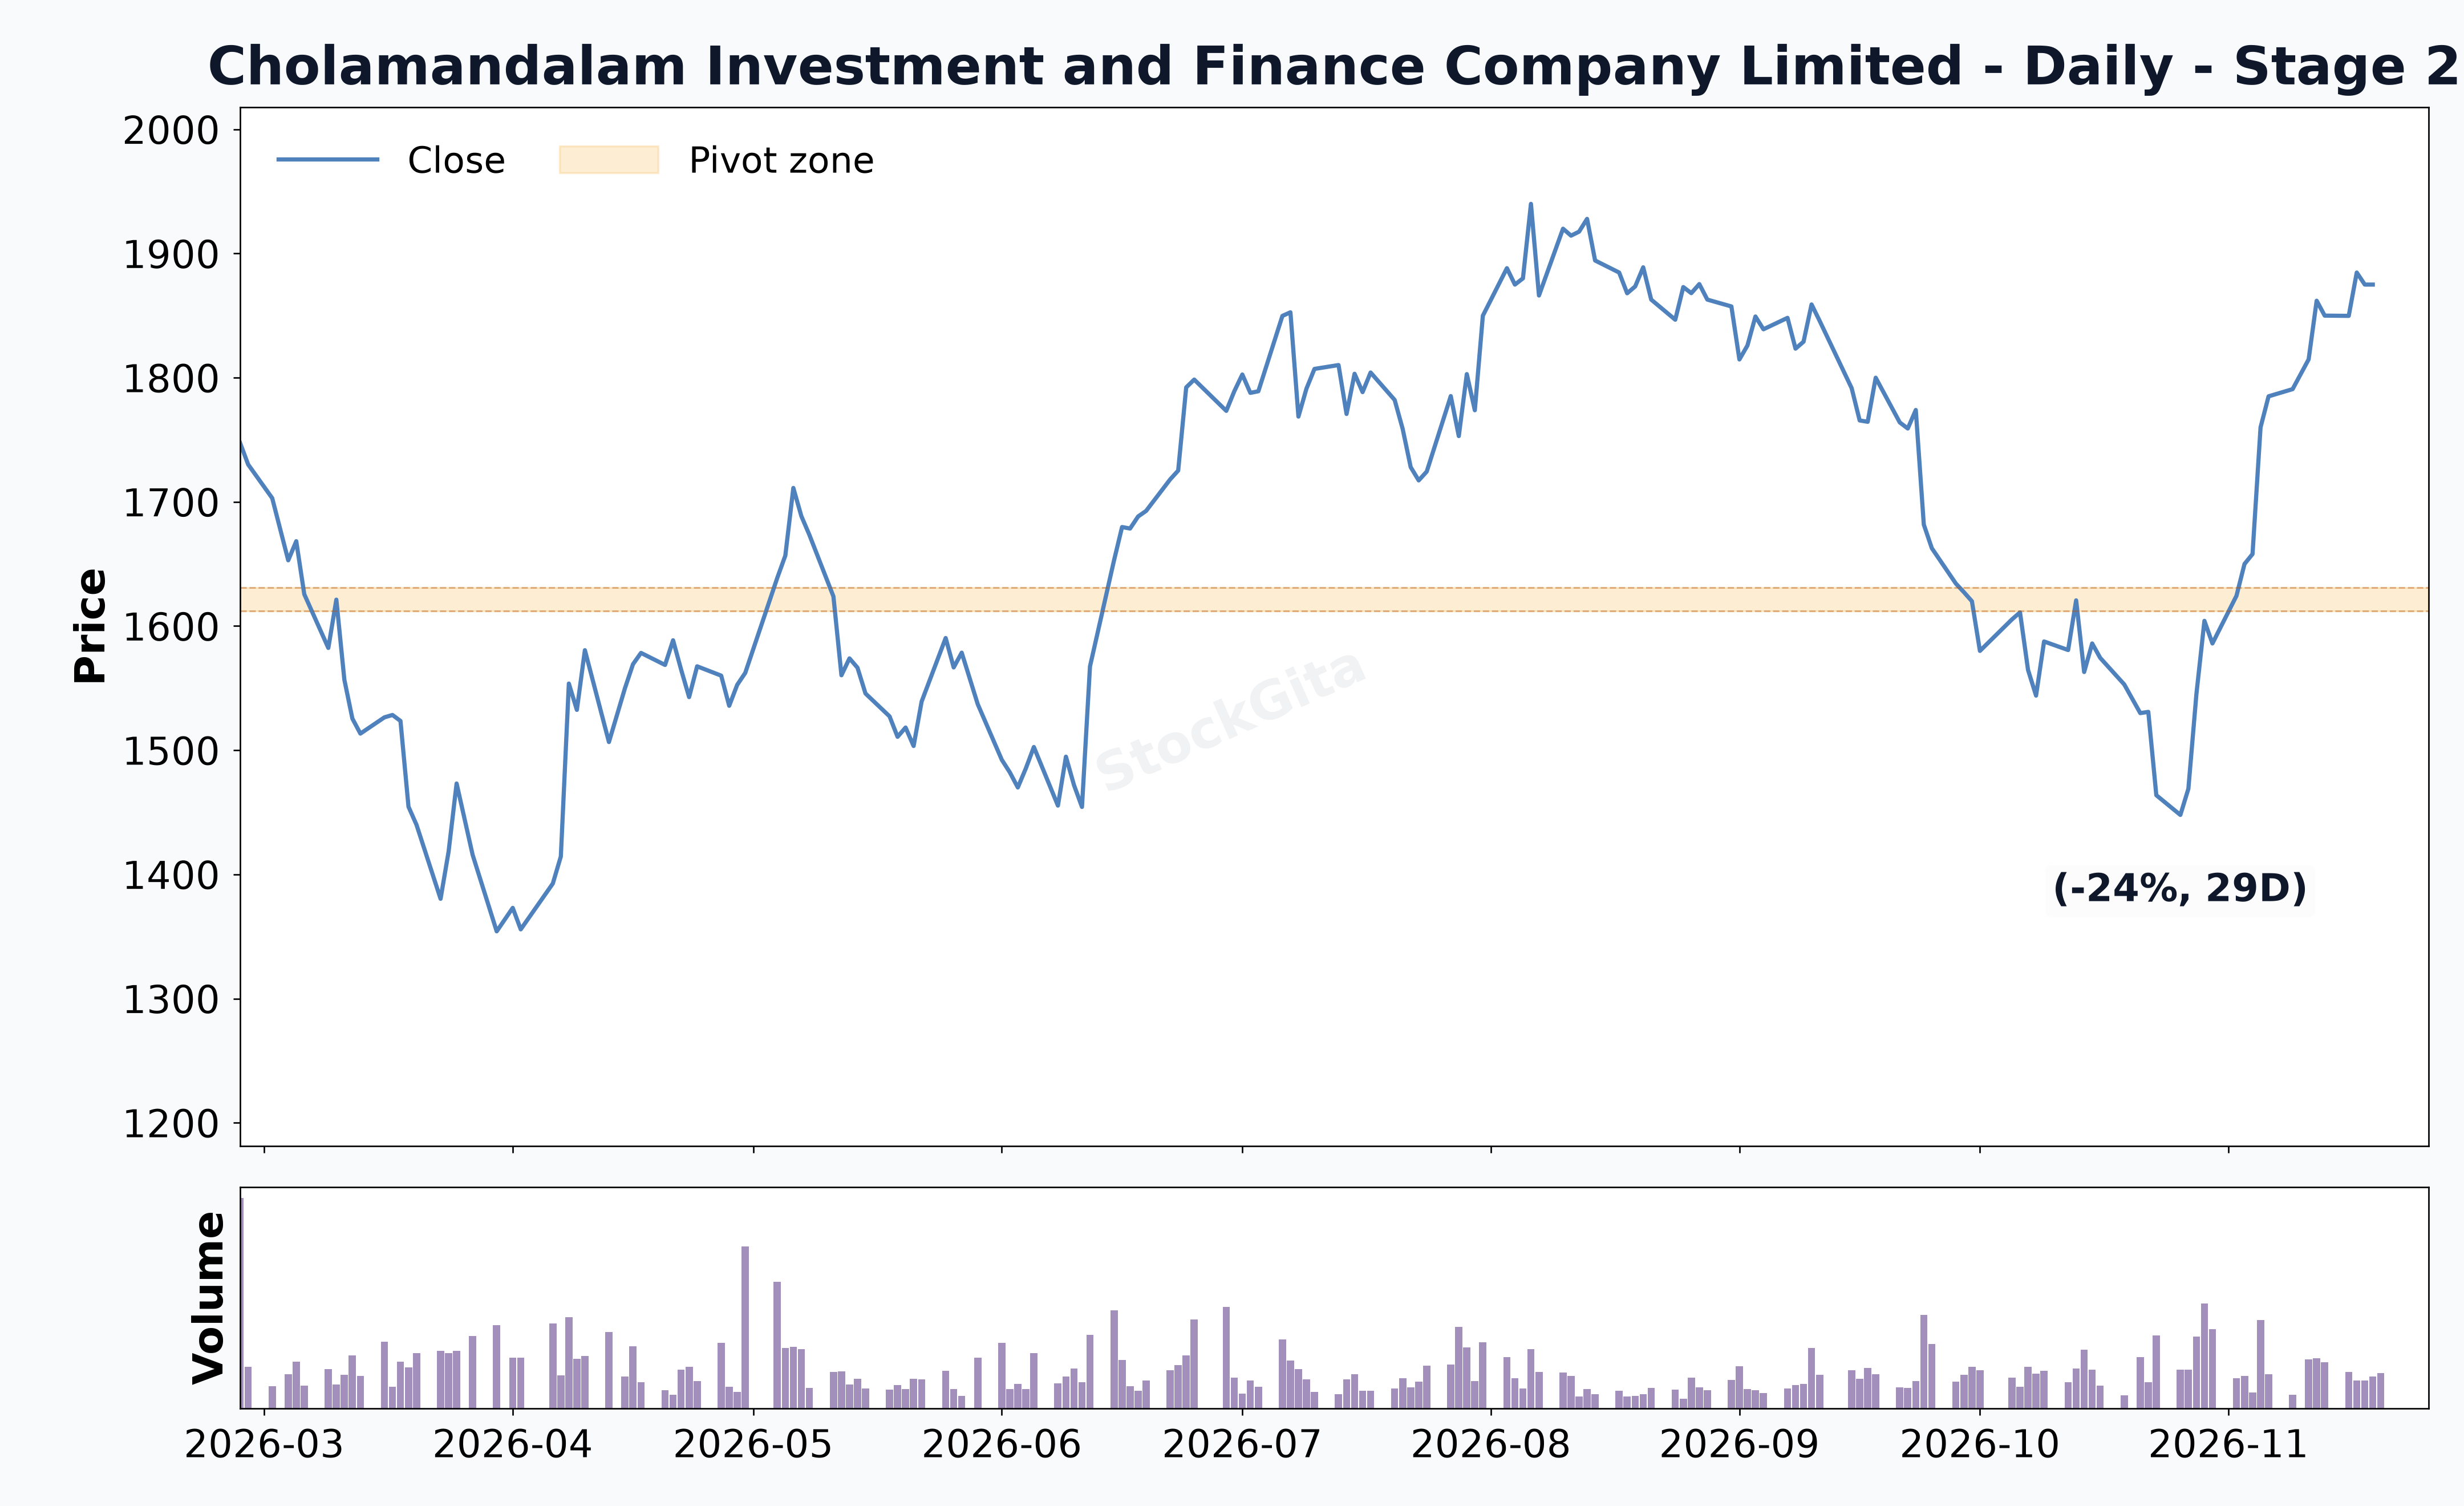 Cholamandalam Investment and Finance Company Limited - Daily - Stage 2
Close
Pivot zone
Price
2000
1900
1800
1700
1600
1500
1400
1300
1200
StockGita
(-24%, 29D)
Volume
2026-03
2026-04
2026-05
2026-06
2026-07
2026-08
2026-09
2026-10
2026-11